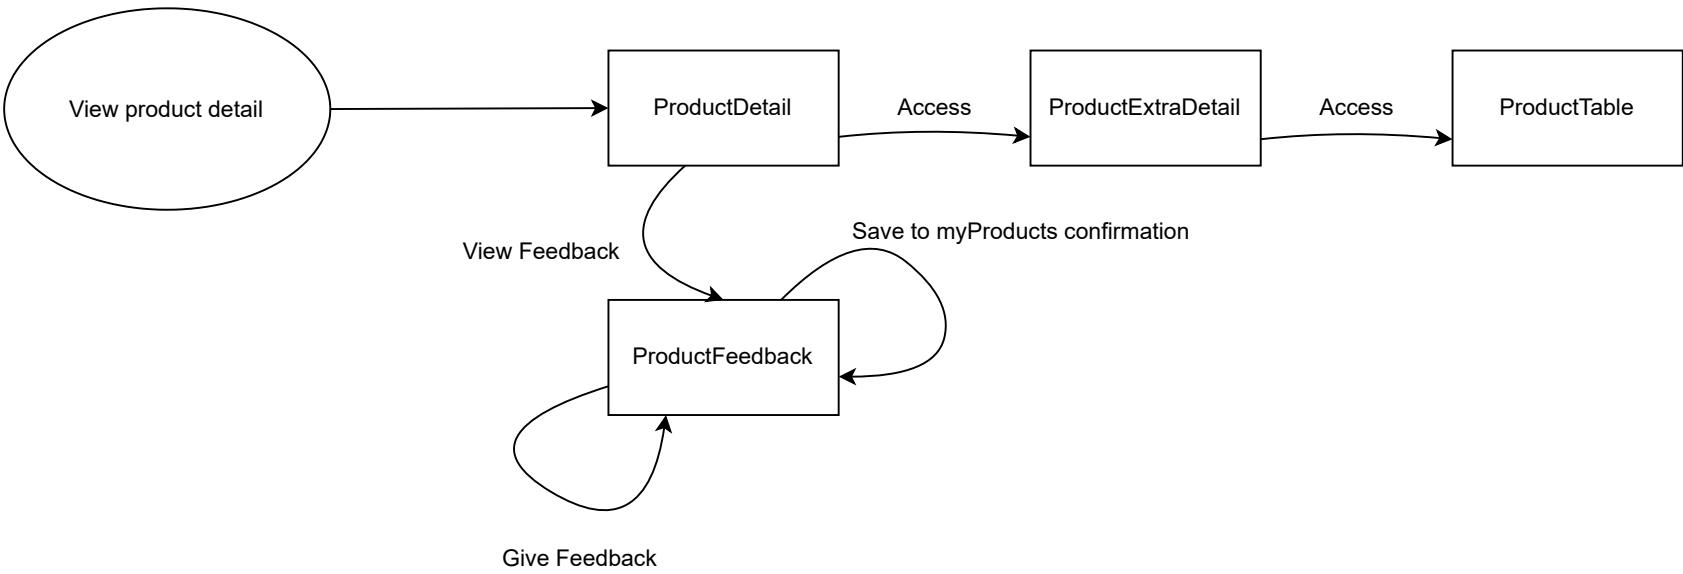 View product detail
ProductDetail
Access
ProductExtraDetail
Access
ProductTable
View Feedback
Save to myProducts confirmation
ProductFeedback
Give Feedback